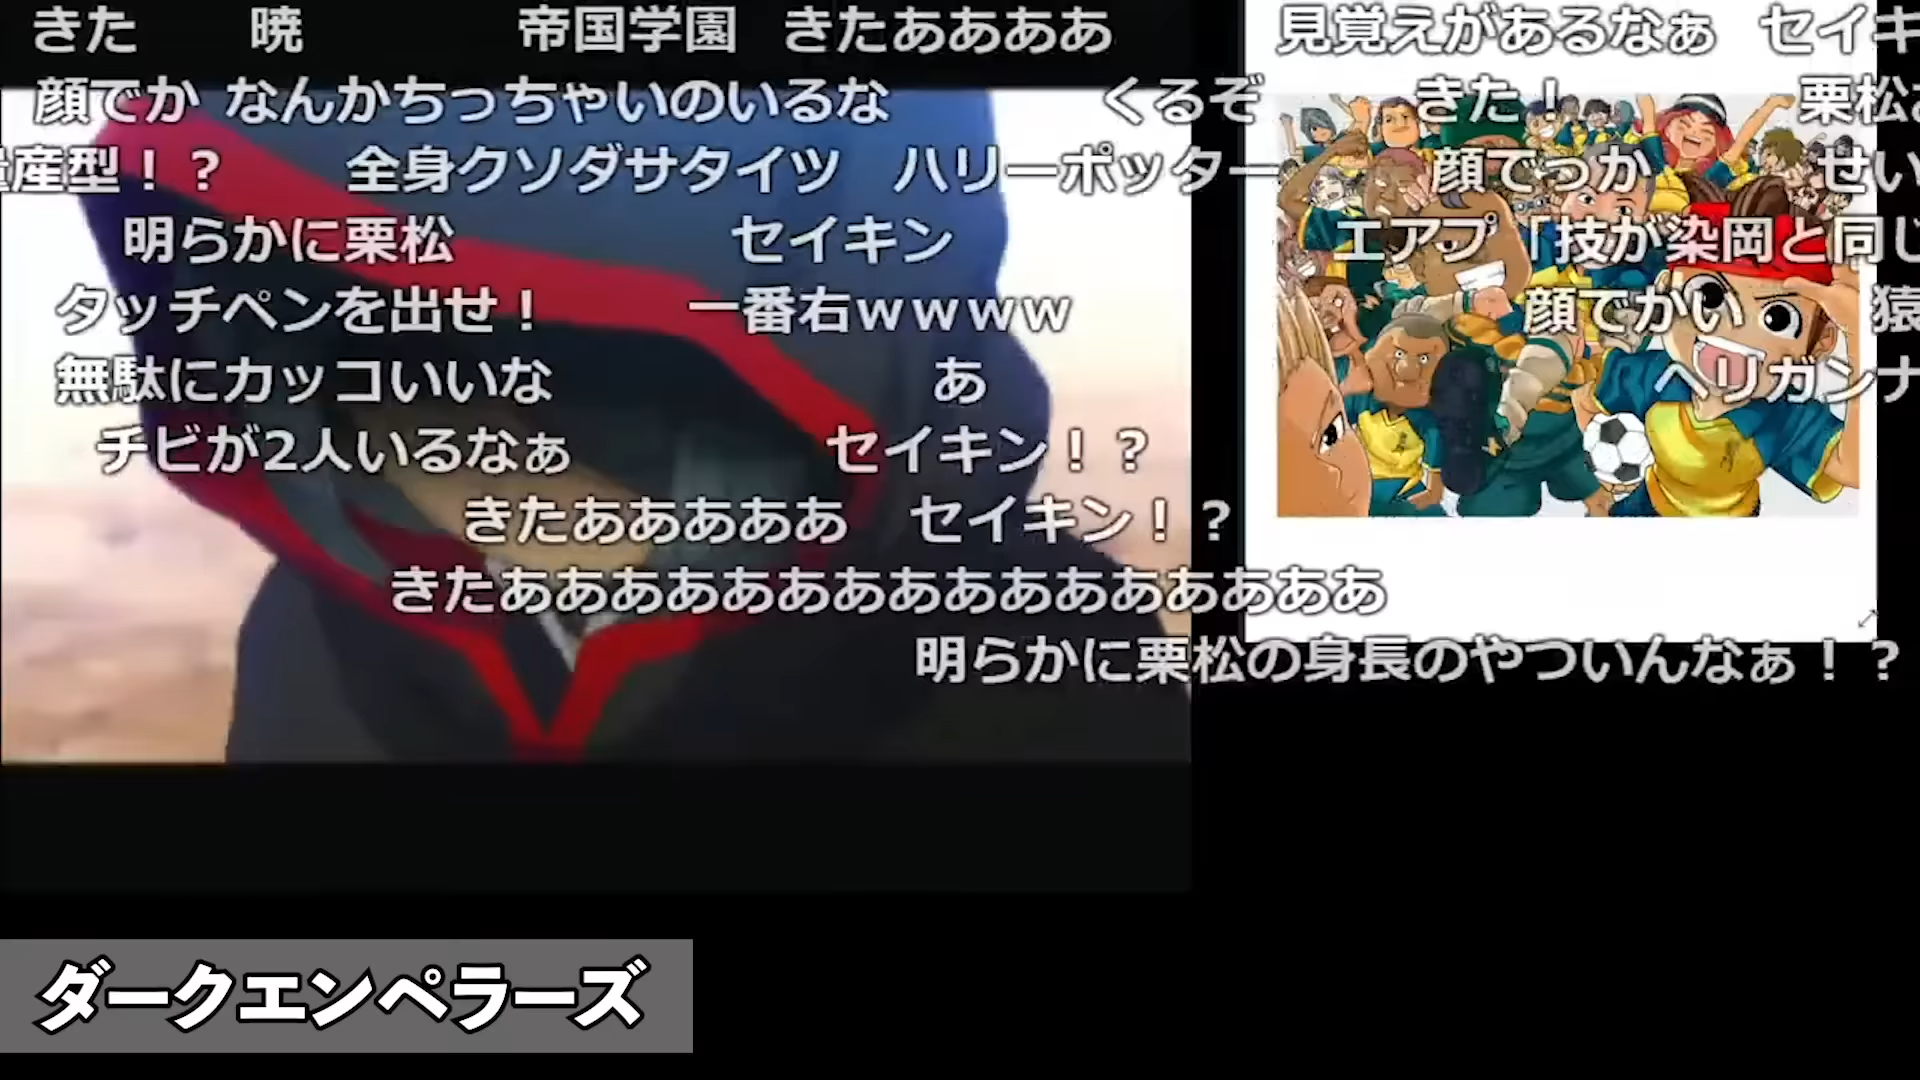 きた 暁 帝国学園 きたああああ 見覚えがあるなぁ セイキ
顔でか なんかちっちゃいのいるな くるぞ きた！ 栗松
産型！？ 全身クソダサタイツ ハリーポッター 顔でっか せい
明らかに栗松 セイキン エアプ「技が染岡と同じ
タッチペンを出せ！ 一番右wwww 顔でかい 猿
無駄にカッコいいな あ ヘリガンナ
チビが2人いるなぁ セイキン！？
きたあああああ セイキン！？
きたああああああああああああああああ
明らかに栗松の身長のやついんなぁ！？
ダークエンペラーズ